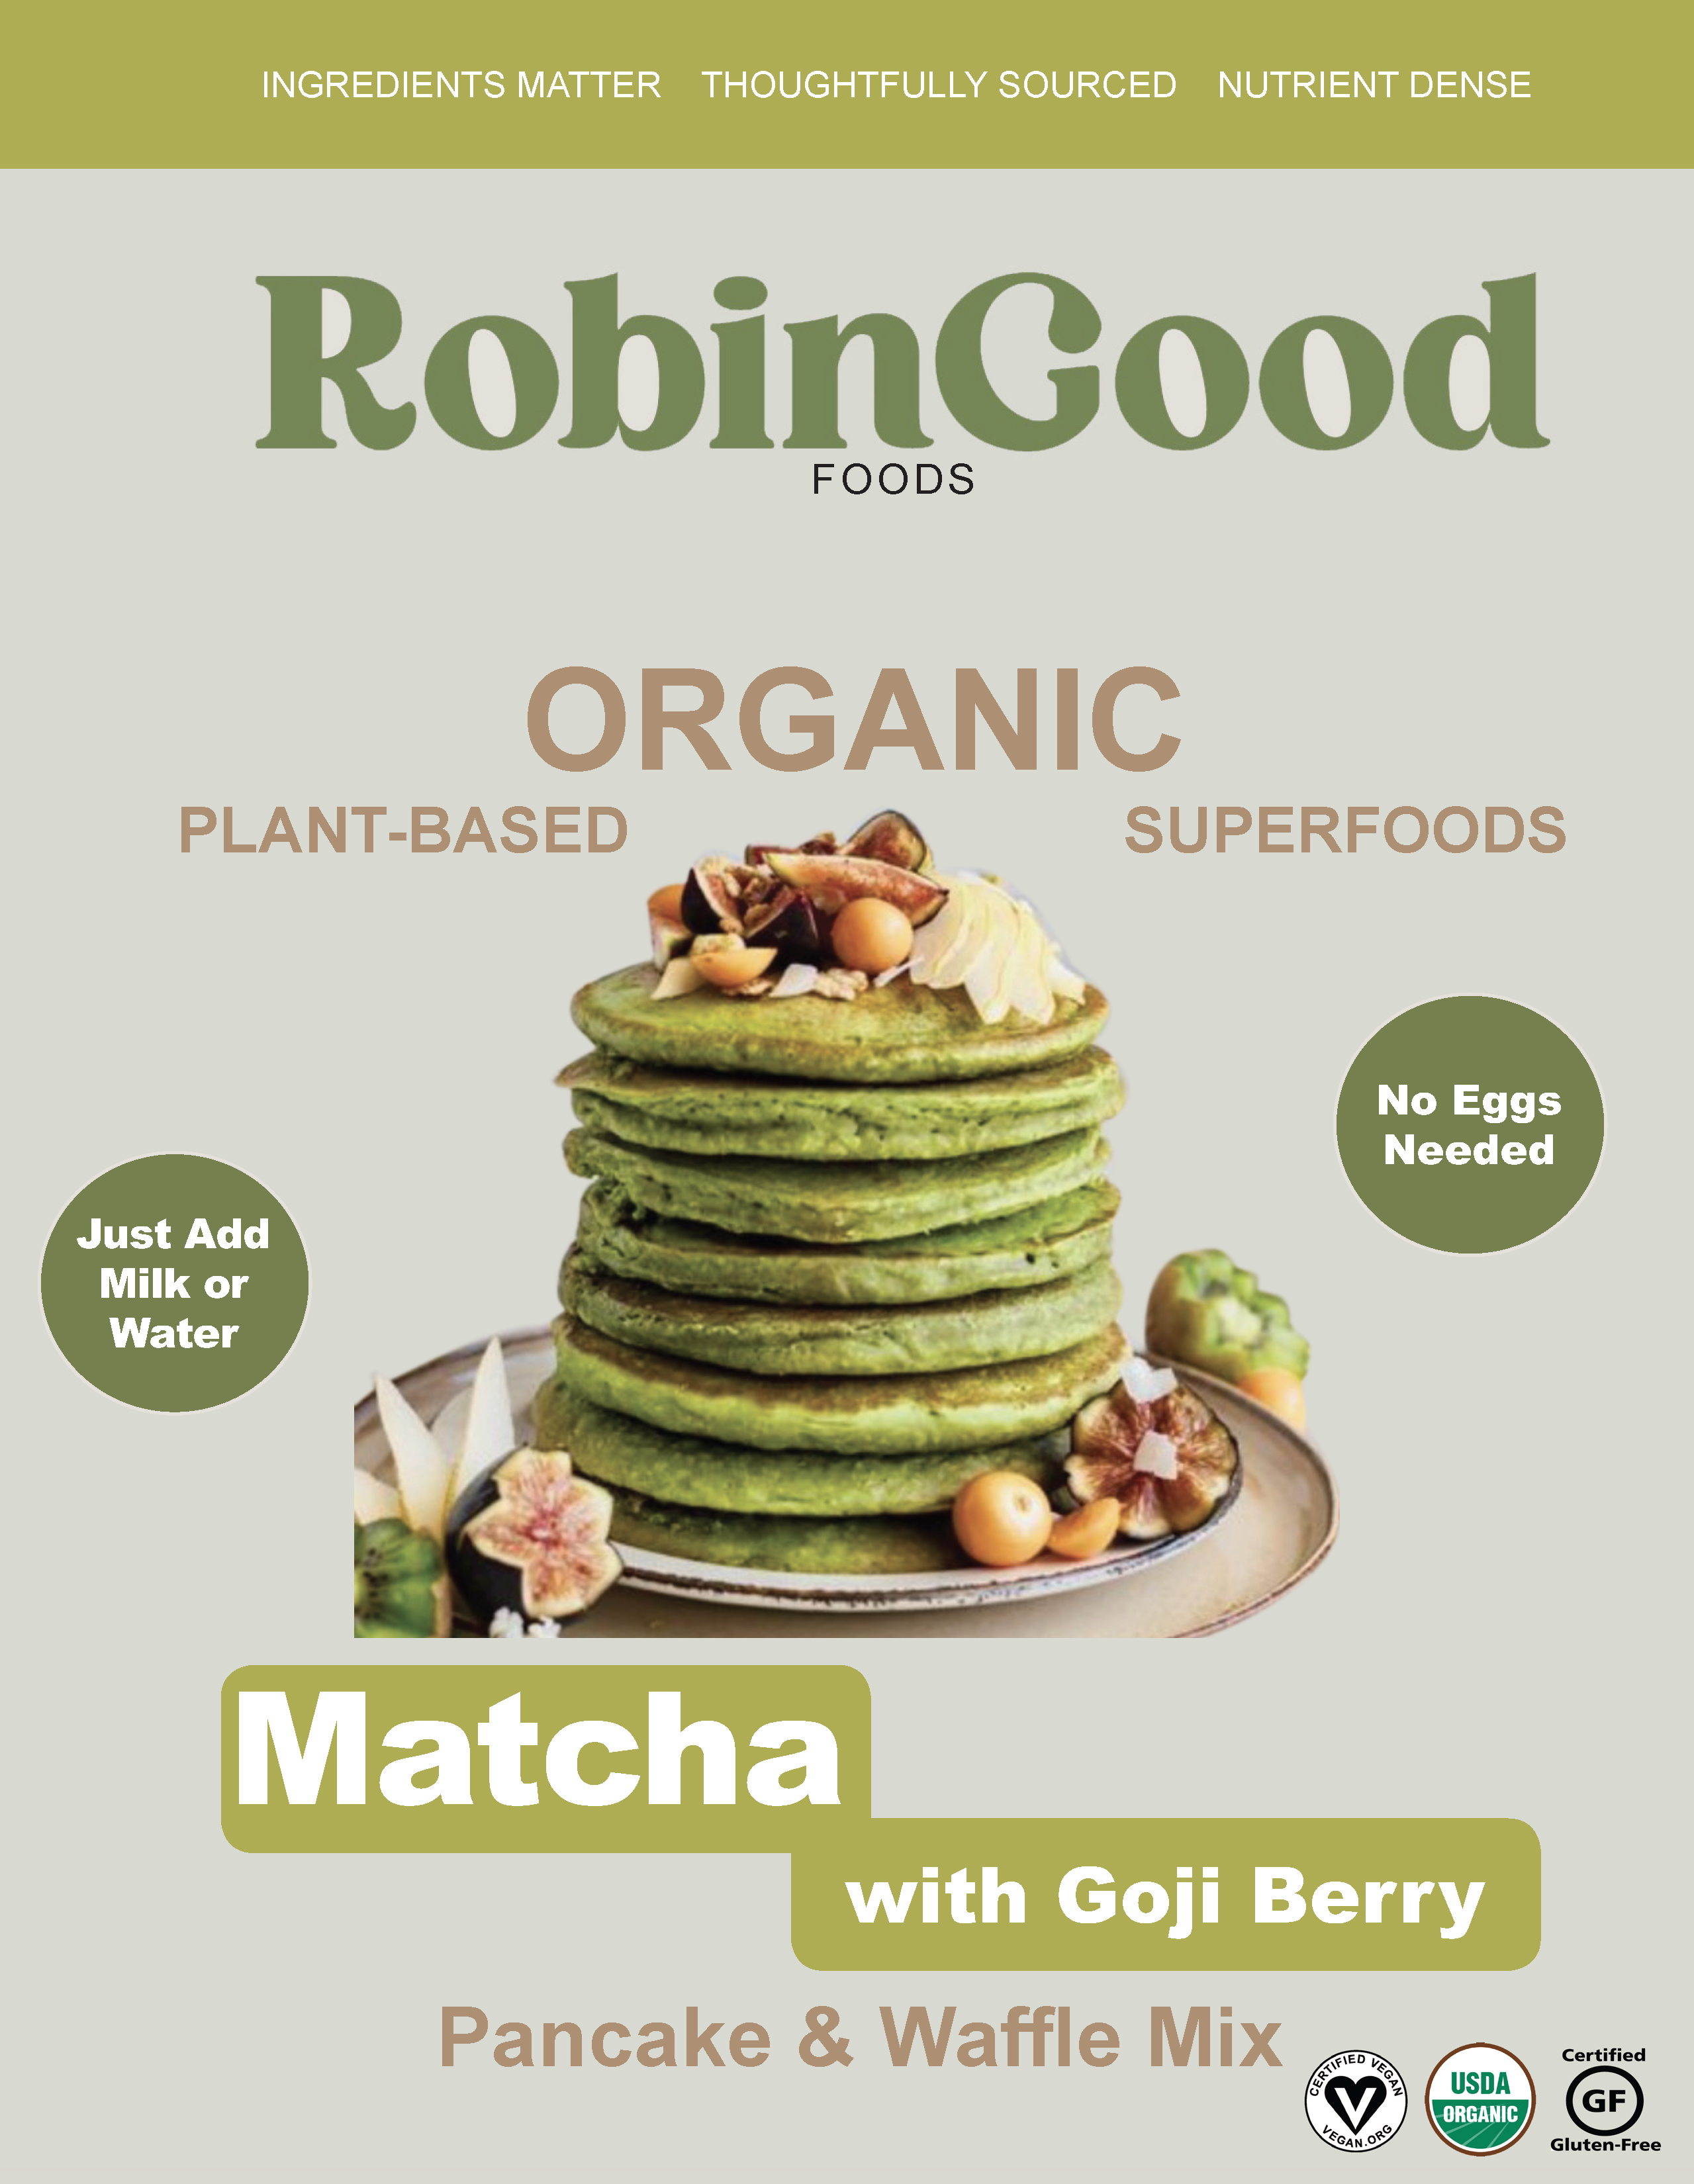 INGREDIENTS MATTER THOUGHTFULLY SOURCED NUTRIENT DENSE
RobinGood
FOODS
ORGANIC
PLANT-BASED SUPERFOODS
No Eggs
Needed
Just Add
Milk or
Water
Matcha
with Goji Berry
Pancake & Waffle Mix
CERTIFIED VEGAN
VEGAN.ORG
USDA
ORGANIC
Certified
GF
Gluten-Free